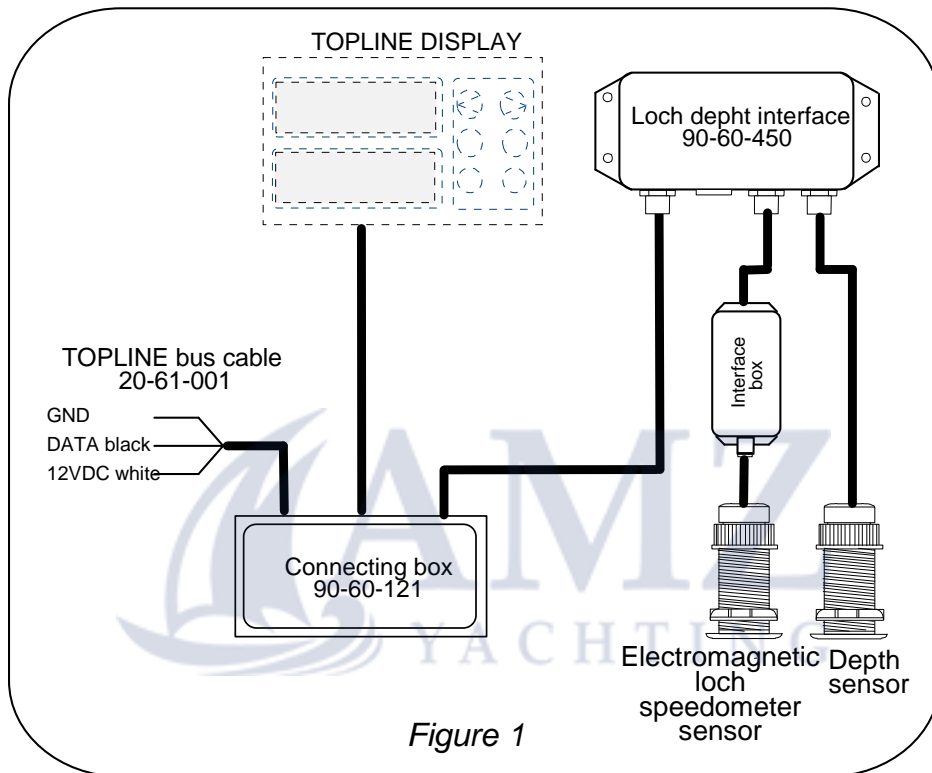 TOPLINE DISPLAY
Loch depht interface
90-60-450
TOPLINE bus cable
20-61-001
GND
DATA black
12VDC white
Interface
box
Connecting box
90-60-121
AMZ
YACHTING
Electromagnetic
loch
speedometer
sensor
Depth
sensor
Figure 1